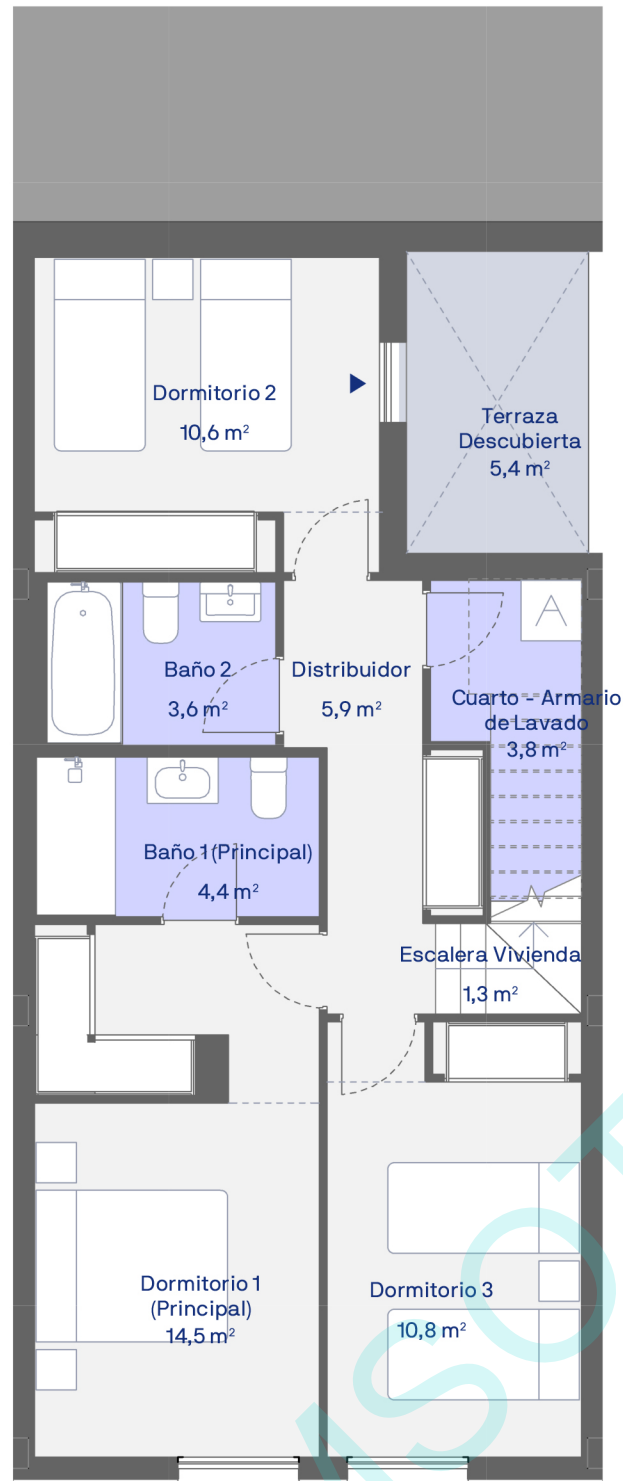 Dormitorio 2
10,6 m²
Terraza
Descubierta
5,4 m²
A
Baño 2
3,6 m²
Distribuidor
5,9 m²
Cuarto - Armario
de Lavado
3,8 m²
Baño 1 (Principal)
4,4 m²
Escalera Vivienda
1,3 m²
Dormitorio 1
(Principal)
14,5 m²
Dormitorio 3
10,8 m²